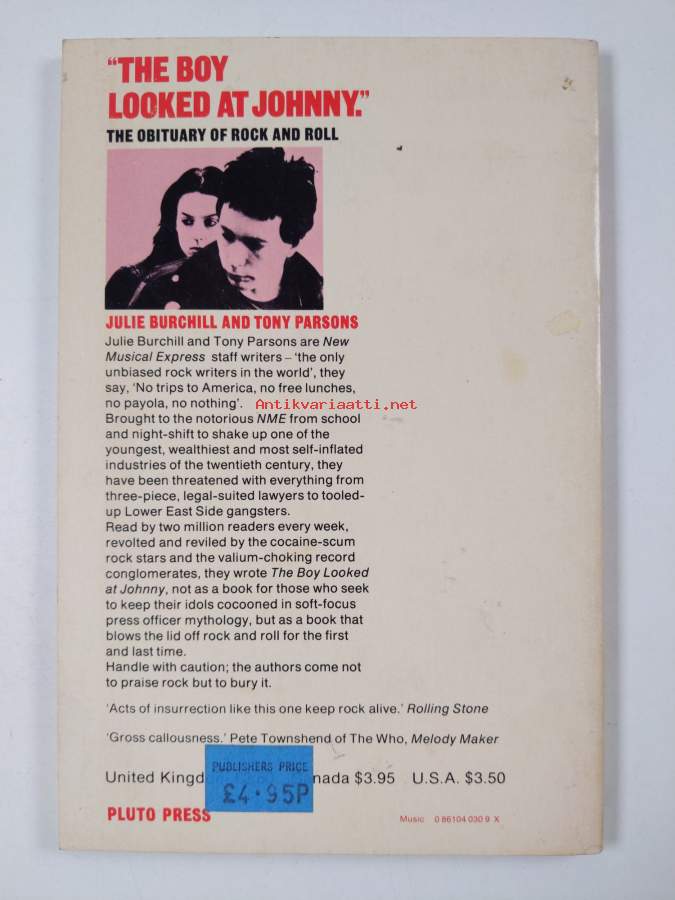 "THE BOY
LOOKED AT JOHNNY."
THE OBITUARY OF ROCK AND ROLL
JULIE BURCHILL AND TONY PARSONS
Julie Burchill and Tony Parsons are New
Musical Express staff writers – 'the only
unbiased rock writers in the world', they
say, 'No trips to America, no free lunches,
no payola, no nothing'.
Antikvariaatti.net
Brought to the notorious NME from school
and night-shift to shake up one of the
youngest, wealthiest and most self-inflated
industries of the twentieth century, they
have been threatened with everything from
three-piece, legal-suited lawyers to tooled-
up Lower East Side gangsters.
Read by two million readers every week,
revolted and reviled by the cocaine-scum
rock stars and the valium-choking record
conglomerates, they wrote The Boy Looked
at Johnny, not as a book for those who seek
to keep their idols cocooned in soft-focus
press officer mythology, but as a book that
blows the lid off rock and roll for the first
and last time.
Handle with caution; the authors come not
to praise rock but to bury it.
'Acts of insurrection like this one keep rock alive.' Rolling Stone
'Gross callousness.' Pete Townshend of The Who, Melody Maker
United Kingd nada $3.95 U.S.A. $3.50
PUBLISHERS PRICE
£4.95P
PLUTO PRESS
Music 0 86104 030 9 X